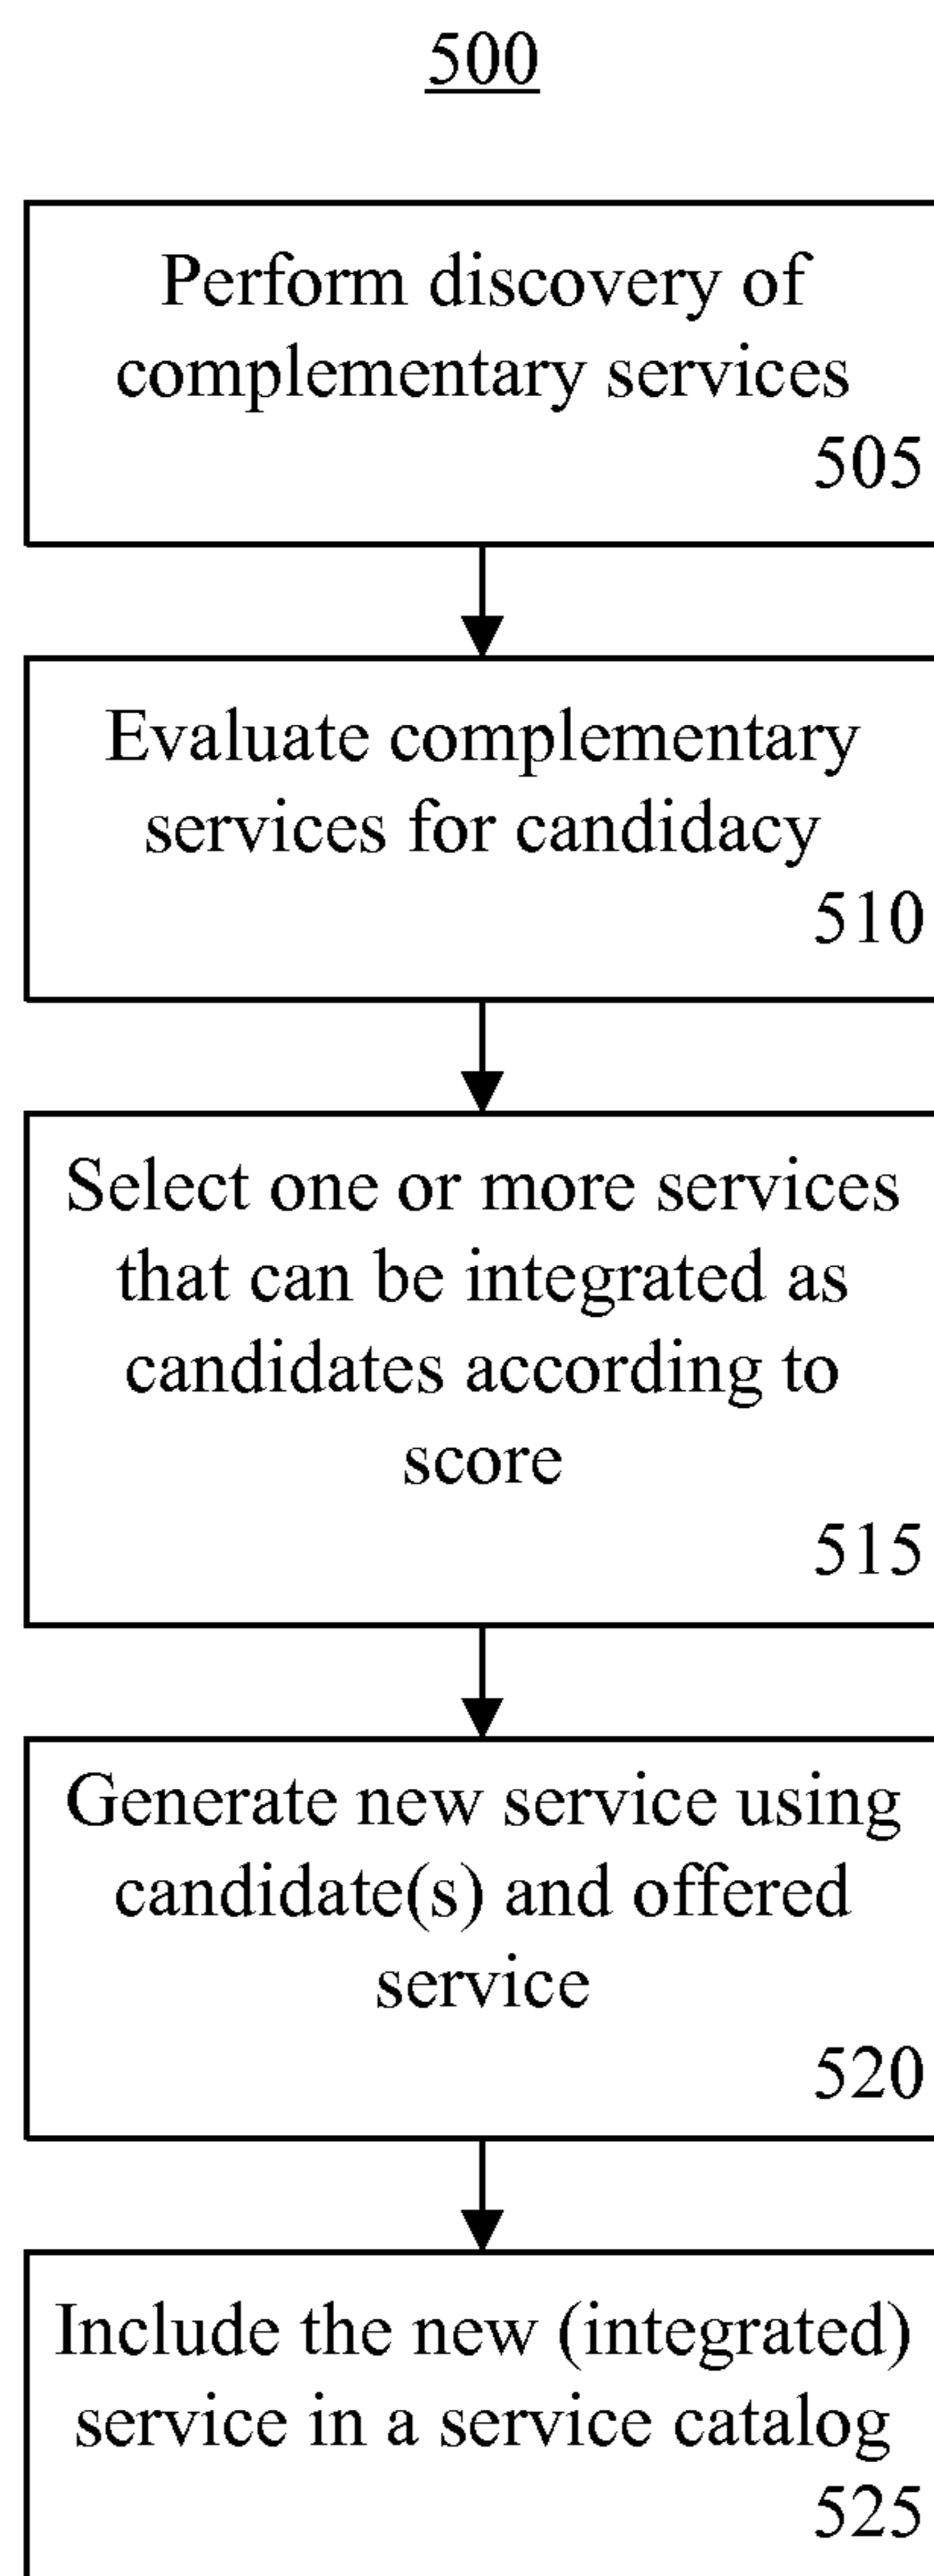 500
Perform discovery of
complementary services
505
Evaluate complementary
services for candidacy
510
Select one or more services
that can be integrated as
candidates according to
score
515
Generate new service using
candidate(s) and offered
service
520
Include the new (integrated)
service in a service catalog
525